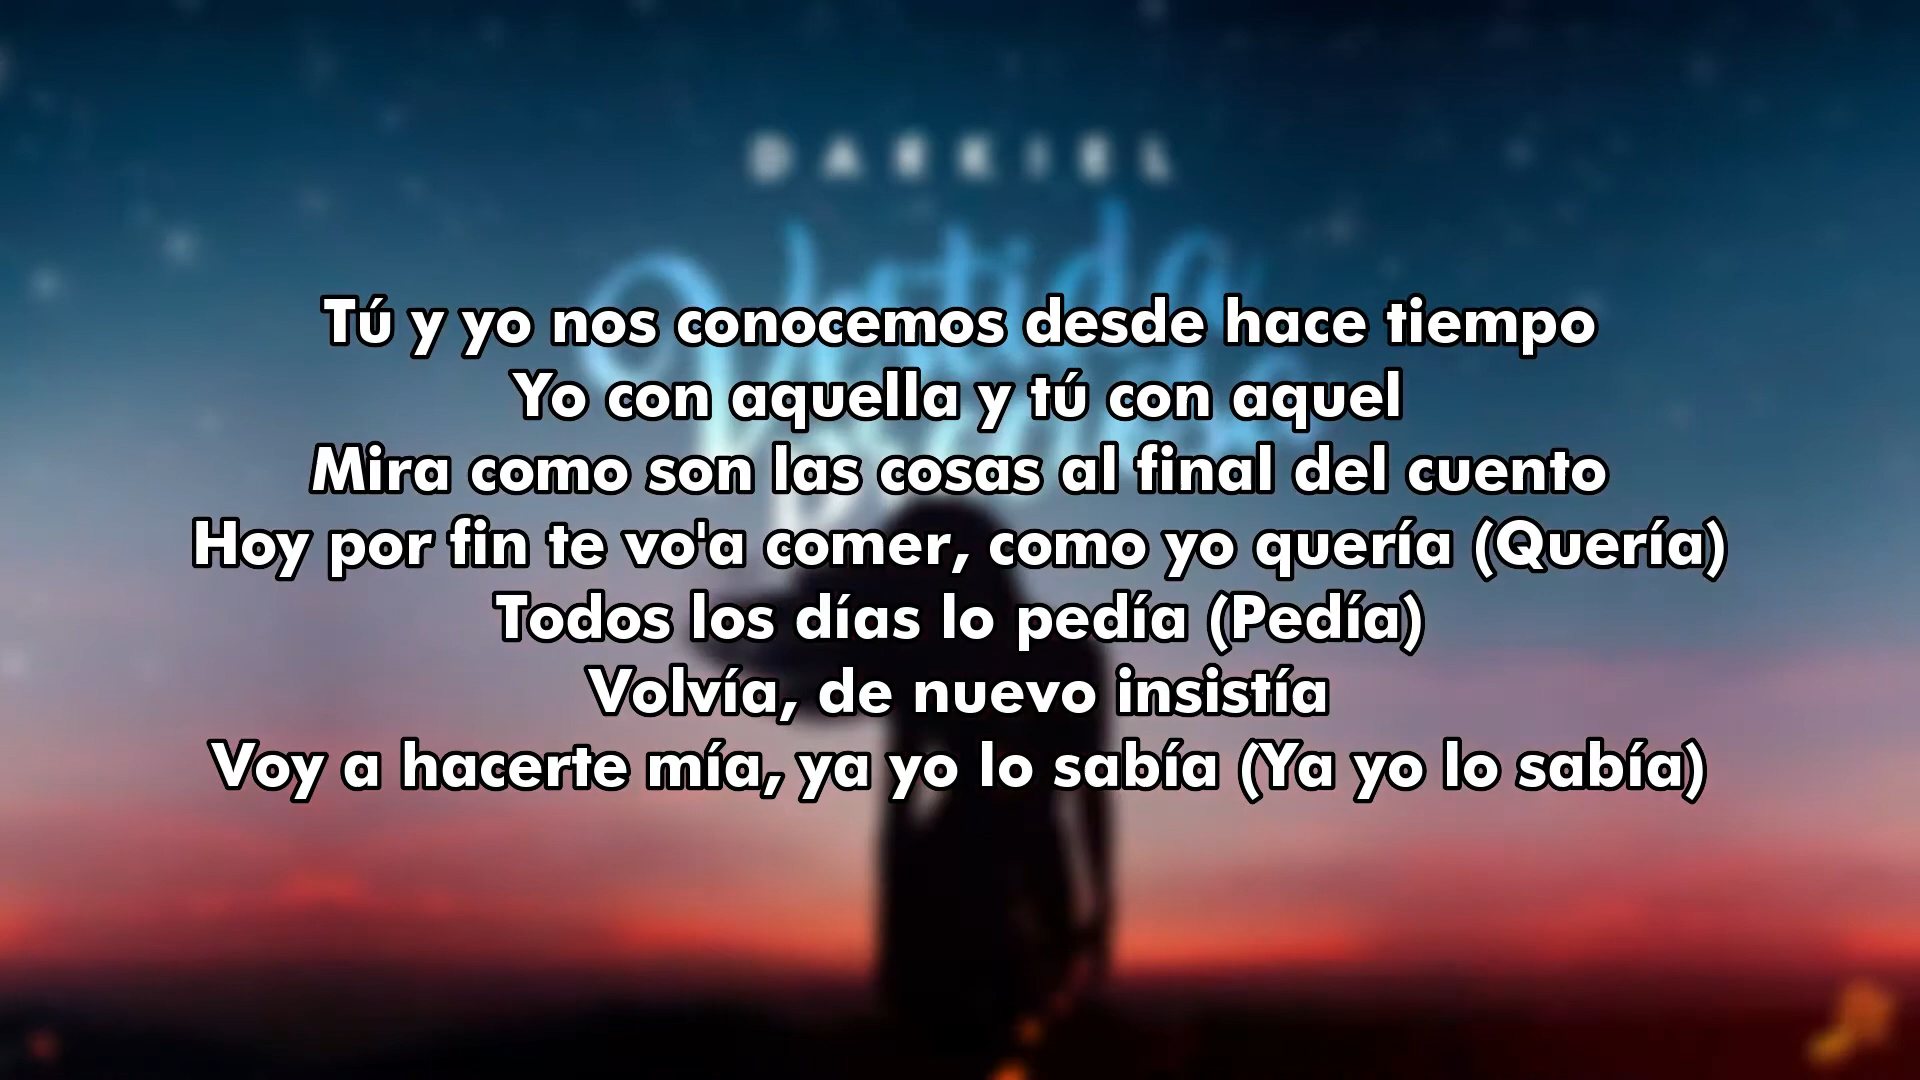 DARKIEL
Tú y yo nos conocemos desde hace tiempo
Yo con aquella y tú con aquel
Mira como son las cosas al final del cuento
Hoy por fin te vo'a comer, como yo quería (Quería)
Todos los días lo pedía (Pedía)
Volvía, de nuevo insistía
Voy a hacerte mía, ya yo lo sabía (Ya yo lo sabía)